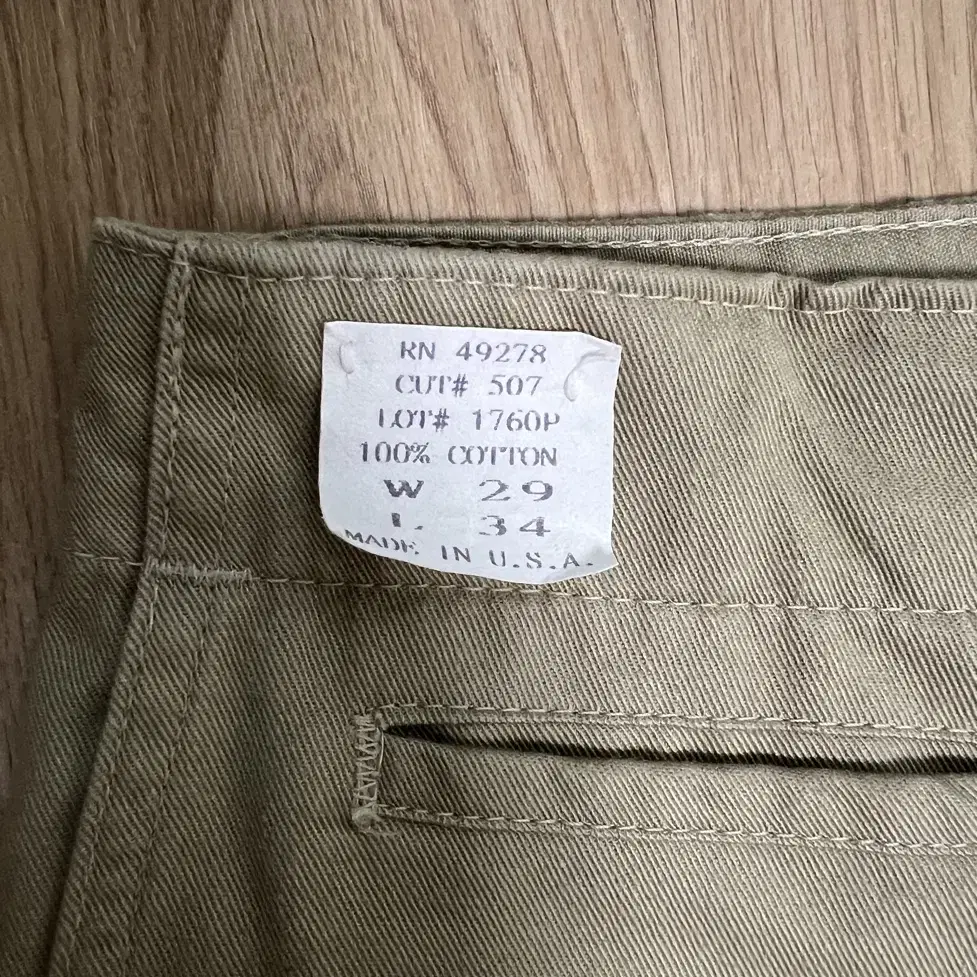 RN 49278
CUT# 507
LOT# 1760P
100% COTTON
W 29
L 34
MADE IN U.S.A.